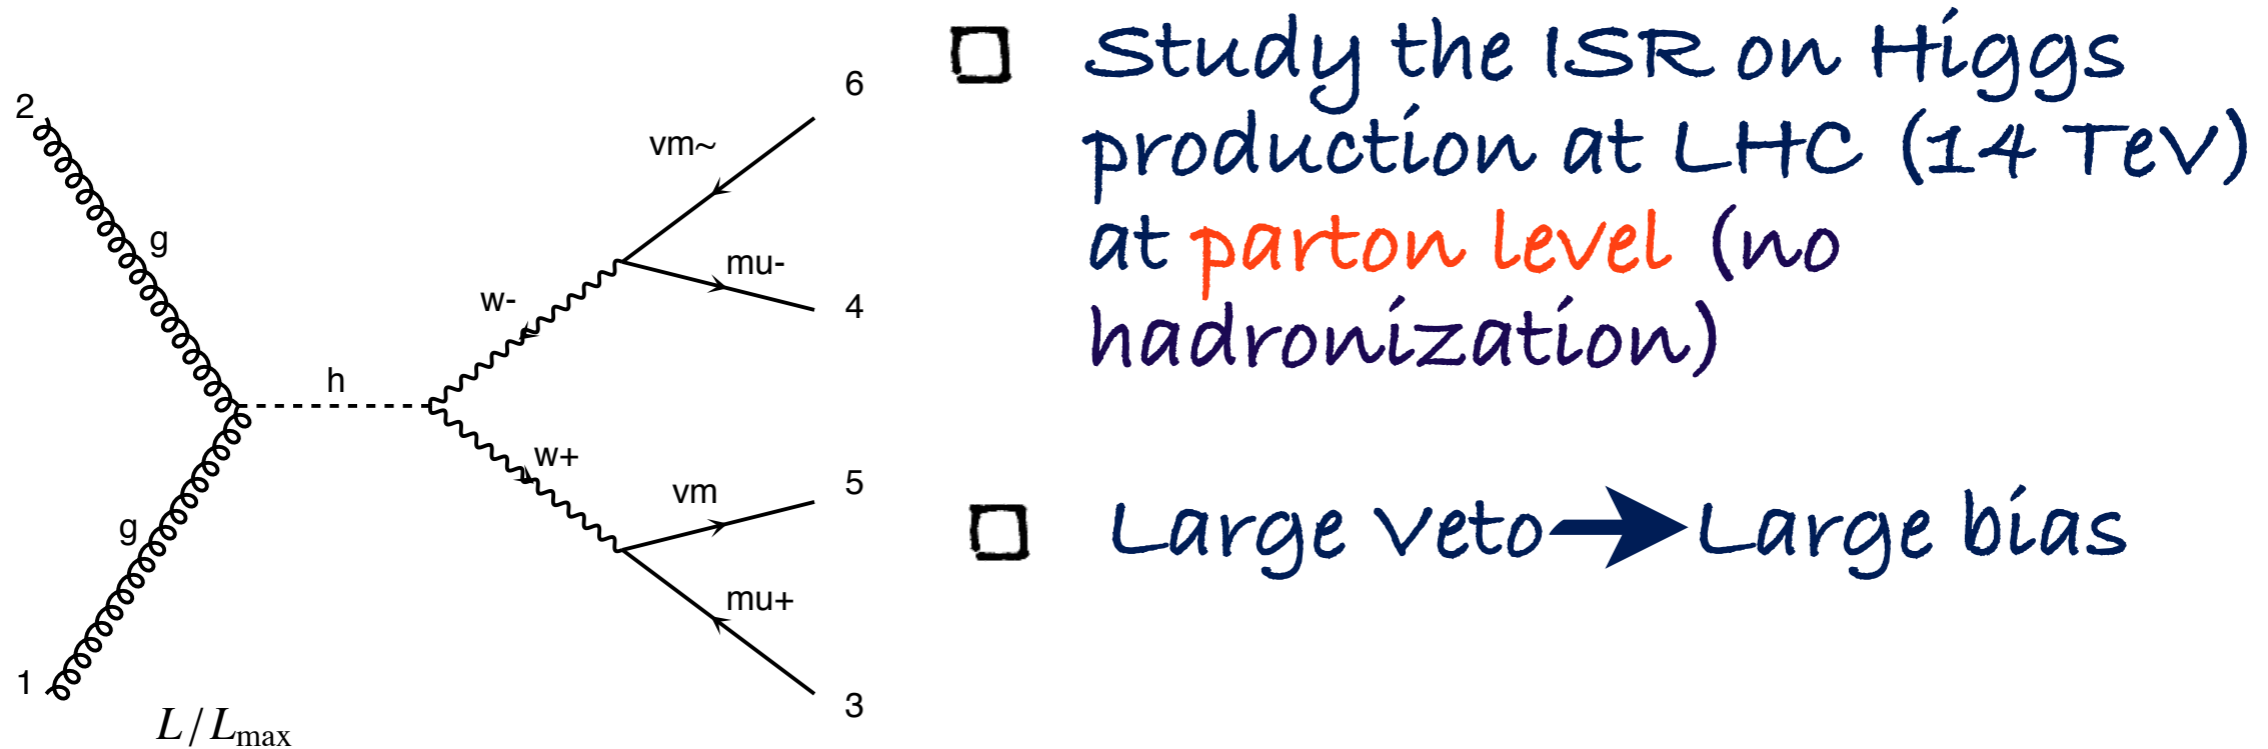 2
g
g
1
h
w-
w+
vm~
mu-
vm
mu+
6
4
5
3
L/Lmax
Study the ISR on Higgs
production at LHC (14 TeV)
at parton level (no
hadronization)
Large Veto → Large bias